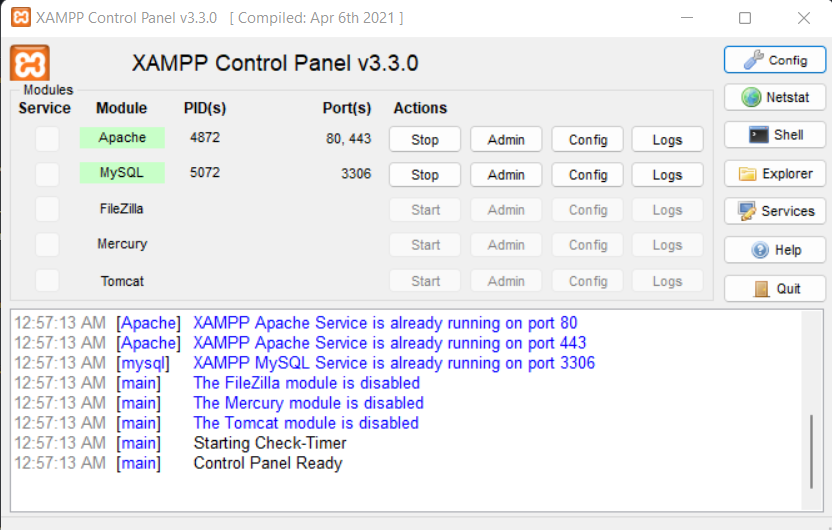 XAMPP Control Panel v3.3.0 [ Compiled: Apr 6th 2021 ]
XAMPP Control Panel v3.3.0
Config
Modules
Service Module PID(s) Port(s) Actions
Netstat
Apache 4872 80, 443 Stop Admin Config Logs
Shell
MySQL 5072 3306 Stop Admin Config Logs
Explorer
FileZilla Start Admin Config Logs
Services
Mercury Start Admin Config Logs
Help
Tomcat Start Admin Config Logs
Quit
12:57:13 AM [Apache] XAMPP Apache Service is already running on port 80
12:57:13 AM [Apache] XAMPP Apache Service is already running on port 443
12:57:13 AM [mysql] XAMPP MySQL Service is already running on port 3306
12:57:13 AM [main] The FileZilla module is disabled
12:57:13 AM [main] The Mercury module is disabled
12:57:13 AM [main] The Tomcat module is disabled
12:57:13 AM [main] Starting Check-Timer
12:57:13 AM [main] Control Panel Ready